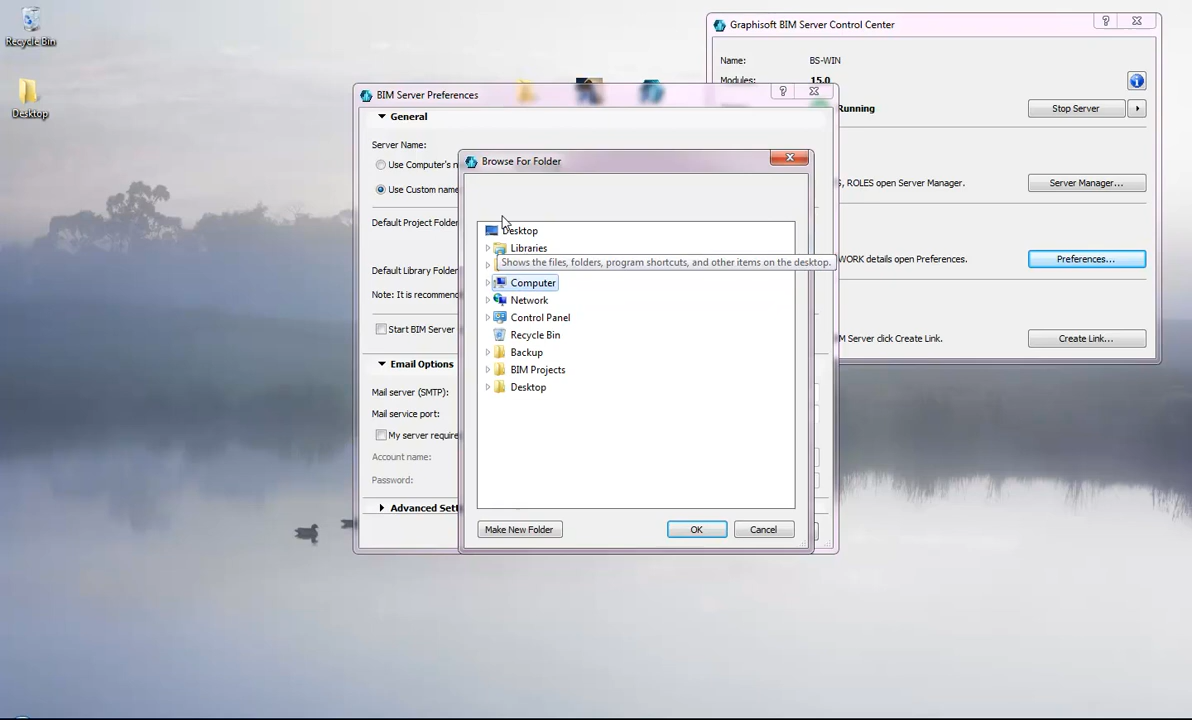 Recycle Bin
Desktop
Graphisoft BIM Server Control Center
Name:
BS-WIN
Modules:
15.0
Running
Stop Server
, ROLES open Server Manager.
Server Manager...
WORK details open Preferences.
Preferences...
M Server click Create Link.
Create Link...
BIM Server Preferences
General
Server Name:
Use Computer's n
Use Custom name
Default Project Folder
Default Library Folder
Note: It is recommend
Start BIM Server
Email Options
Mail server (SMTP):
Mail service port:
My server require
Account name:
Password:
Advanced Sett
Browse For Folder
Desktop
Libraries
Shows the files, folders, program shortcuts, and other items on the desktop.
Computer
Network
Control Panel
Recycle Bin
Backup
BIM Projects
Desktop
Make New Folder
OK
Cancel